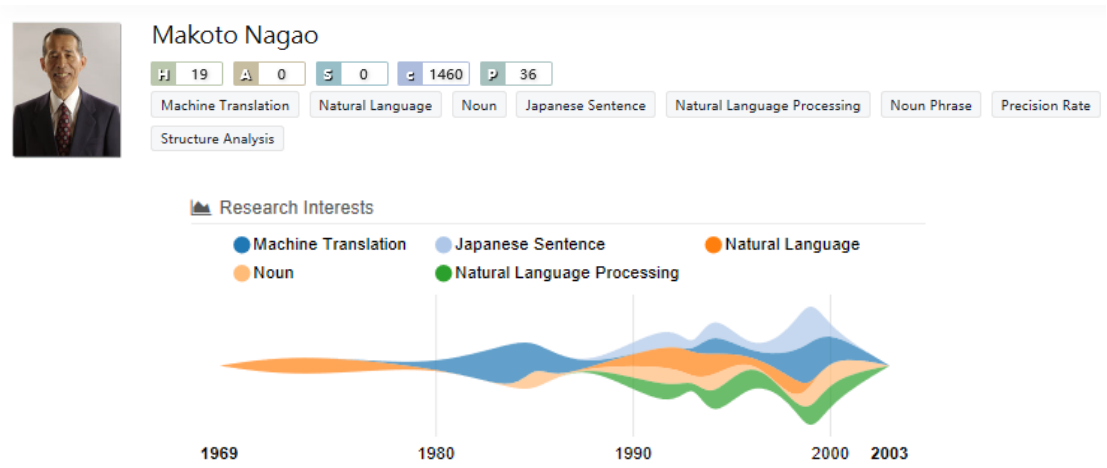 Makoto Nagao
H 19 A 0 S 0 c 1460 P 36
Machine Translation Natural Language Noun Japanese Sentence Natural Language Processing Noun Phrase Precision Rate
Structure Analysis
Research Interests
Machine Translation Japanese Sentence Natural Language
Noun Natural Language Processing
1969 1980 1990 2000 2003